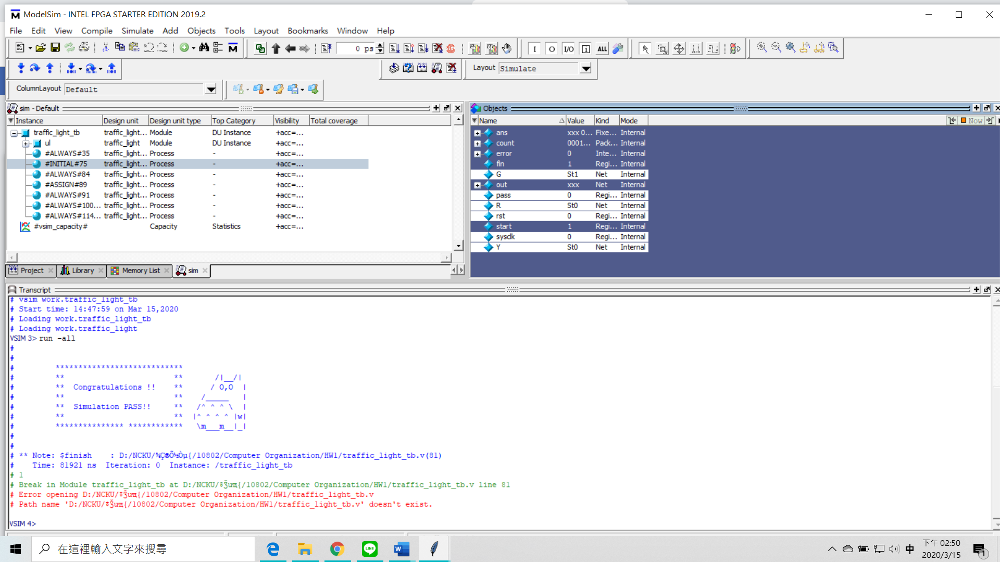 ModelSim - INTEL FPGA STARTER EDITION 2019.2
File Edit View Compile Simulate Add Objects Tools Layout Bookmarks Window Help
0 ps
I O I/O ALL
Layout Simulate
ColumnLayout Default
sim - Default
Instance Design unit Design unit type Top Category Visibility Total coverage
traffic_light_tb traffic_light... Module DU Instance +acc=...
ul traffic_light Module DU Instance +acc=...
#ALWAYS#35 traffic_light... Process - +acc=...
#INITIAL#75 traffic_light... Process - +acc=...
#ALWAYS#84 traffic_light... Process - +acc=...
#ASSIGN#89 traffic_light... Process - +acc=...
#ALWAYS#91 traffic_light... Process - +acc=...
#ALWAYS#100... traffic_light... Process - +acc=...
#ALWAYS#114... traffic_light... Process - +acc=...
#vsim_capacity# Capacity Statistics +acc=...
Project Library Memory List sim
Objects
Name Value Kind Mode
Now
ans xxx 0... Fixe... Internal
count 0001... Pack... Internal
error 0 Inte... Internal
fin 1 Regi... Internal
G St1 Net Internal
out xxx Net Internal
pass 0 Regi... Internal
R St0 Net Internal
rst 0 Regi... Internal
start 1 Regi... Internal
sysclk 0 Regi... Internal
Y St0 Net Internal
Transcript
# vsim work.traffic_light_tb
# Start time: 14:47:59 on Mar 15,2020
# Loading work.traffic_light_tb
# Loading work.traffic_light
VSIM 3> run -all
#
#
# ****************************
# ** ** /|__/|
# ** Congratulations !! ** / O,O |
# ** ** /_____ |
# ** Simulation PASS!! ** /^ ^ ^ \ |
# ** ** |^ ^ ^ ^ |w|
# *************** ************ \m___m__|_|
#
#
# ** Note: $finish : D:/NCKU/ /10802/Computer Organization/HW1/traffic_light_tb.v(81)
# Time: 81921 ns Iteration: 0 Instance: /traffic_light_tb
# 1
# Break in Module traffic_light_tb at D:/NCKU/ /10802/Computer Organization/HW1/traffic_light_tb.v line 81
# Error opening D:/NCKU/ /10802/Computer Organization/HW1/traffic_light_tb.v
# Path name 'D:/NCKU/ /10802/Computer Organization/HW1/traffic_light_tb.v' doesn't exist.
VSIM 4>
在這裡輸入文字來搜尋
LINE
中
下午 02:50
2020/3/15
1